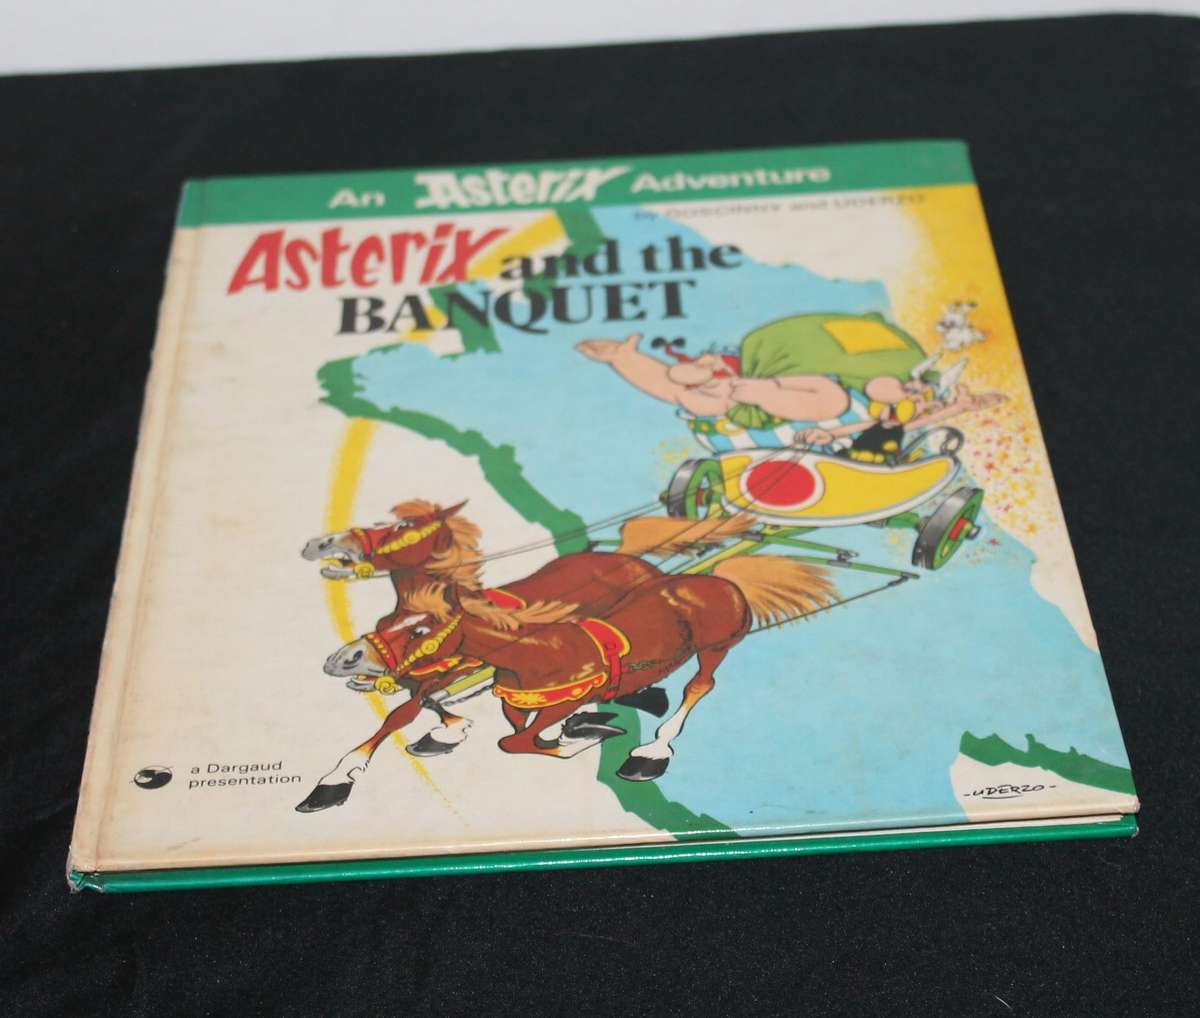 An Asterix Adventure
by GOSCINNY and UDERZO
Asterix and the
BANQUET
a Dargaud
presentation
-UDERZO-